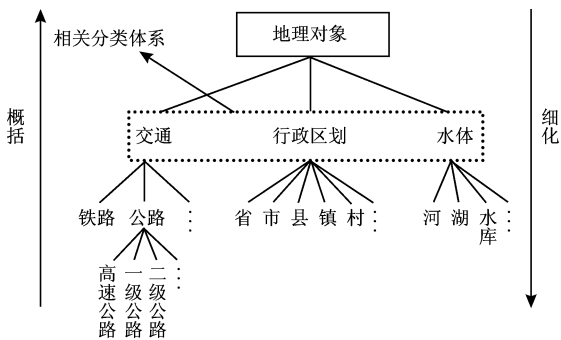 地理对象
相关分类体系
概括
细化
交通 行政区划 水体
铁路 公路 ⋮ 省 市 县 镇 村 ⋮ 河 湖 水库 ⋮
高速公路 一级公路 二级公路 ⋮